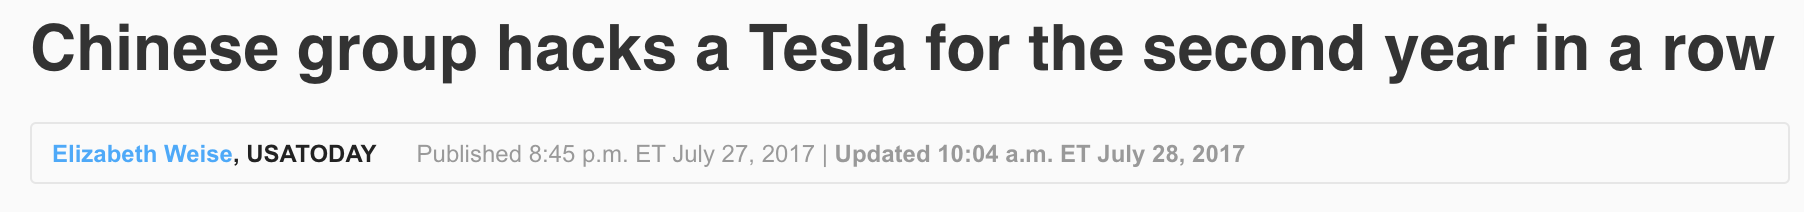 Chinese group hacks a Tesla for the second year in a row
Elizabeth Weise, USATODAY Published 8:45 p.m. ET July 27, 2017 | Updated 10:04 a.m. ET July 28, 2017